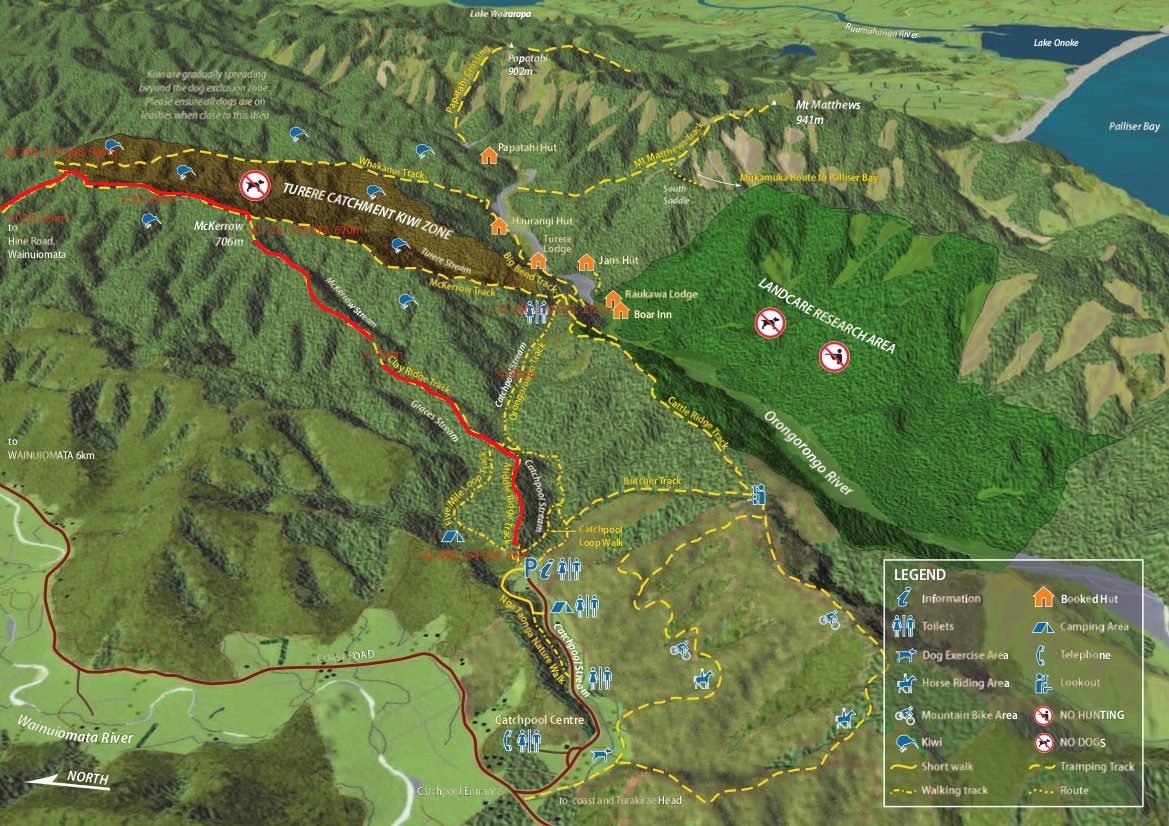 Lake Wairarapa
Ruamahanga River
Lake Onoke
Palliser Bay
Papatahi
902m
Papatahi Crossing
Mt Matthews
941m
Kiwi are gradually spreading
beyond the dog exclusion zone.
Please ensure all dogs are on
leashes when close to this area.
Papatahi Hut
Mt Matthews Track
Mukamuka Route to Palliser Bay
South
Saddle
Whakanui Track
TURERE CATCHMENT KIWI ZONE
Haurangi Hut
Turere
Lodge
Jans Hut
Big Bend Track
Raukawa Lodge
Boar Inn
McKerrow
706m
Turere Stream
McKerrow Track
McKerrow Stream
to
Hine Road,
Wainuiomata
LANDCARE RESEARCH AREA
Catchpool Stream
Orongorongo Track
Clay Ridge Track
Graces Stream
Cattle Ridge Track
Orongorongo River
to
WAINUIOMATA 6km
Five Mile Loop Track
Middle Ridge Track
Catchpool Stream
Butcher Track
Catchpool
Loop Walk
P
Nga Taonga Nature Walk
Catchpool Stream
COAST ROAD
Wainuiomata River
Catchpool Centre
NORTH
Catchpool Entrance
to coast and Turakirae Head
LEGEND
Information
Booked Hut
Toilets
Camping Area
Dog Exercise Area
Telephone
Horse Riding Area
Lookout
Mountain Bike Area
NO HUNTING
Kiwi
NO DOGS
Short walk
Tramping Track
Walking track
Route